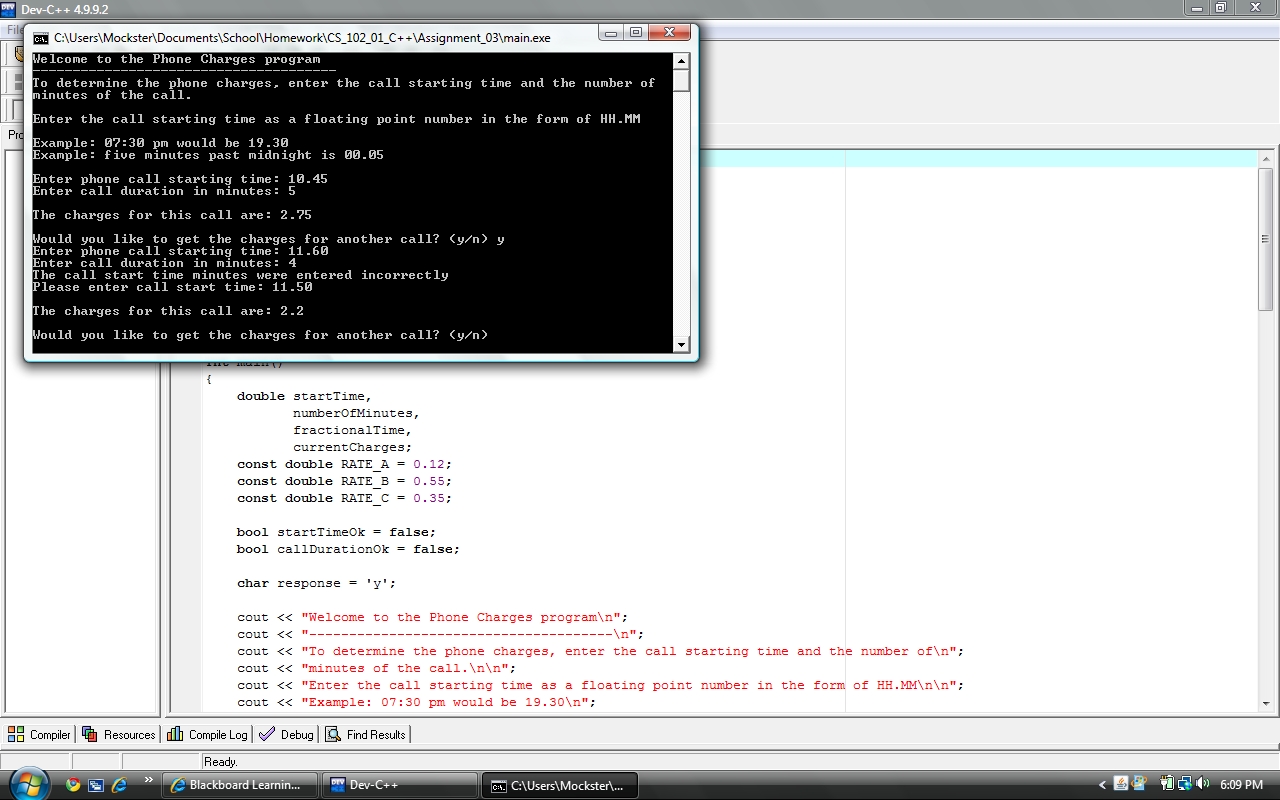 Dev-C++ 4.9.9.2
File
C:\Users\Mockster\Documents\School\Homework\CS_102_01_C++\Assignment_03\main.exe
Welcome to the Phone Charges program
--------------------------------------
To determine the phone charges, enter the call starting time and the number of
minutes of the call.
Enter the call starting time as a floating point number in the form of HH.MM
Example: 07:30 pm would be 19.30
Example: five minutes past midnight is 00.05
Enter phone call starting time: 10.45
Enter call duration in minutes: 5
The charges for this call are: 2.75
Would you like to get the charges for another call? (y/n) y
Enter phone call starting time: 11.60
Enter call duration in minutes: 4
The call start time minutes were entered incorrectly
Please enter call start time: 11.50
The charges for this call are: 2.2
Would you like to get the charges for another call? (y/n)
int main()
{
double startTime,
numberOfMinutes,
fractionalTime,
currentCharges;
const double RATE_A = 0.12;
const double RATE_B = 0.55;
const double RATE_C = 0.35;
bool startTimeOk = false;
bool callDurationOk = false;
char response = 'y';
cout << "Welcome to the Phone Charges program\n";
cout << "--------------------------------------\n";
cout << "To determine the phone charges, enter the call starting time and the number of\n";
cout << "minutes of the call.\n\n";
cout << "Enter the call starting time as a floating point number in the form of HH.MM\n\n";
cout << "Example: 07:30 pm would be 19.30\n";
Compiler Resources Compile Log Debug Find Results
Ready.
Blackboard Learnin... Dev-C++ C:\Users\Mockster\... 6:09 PM